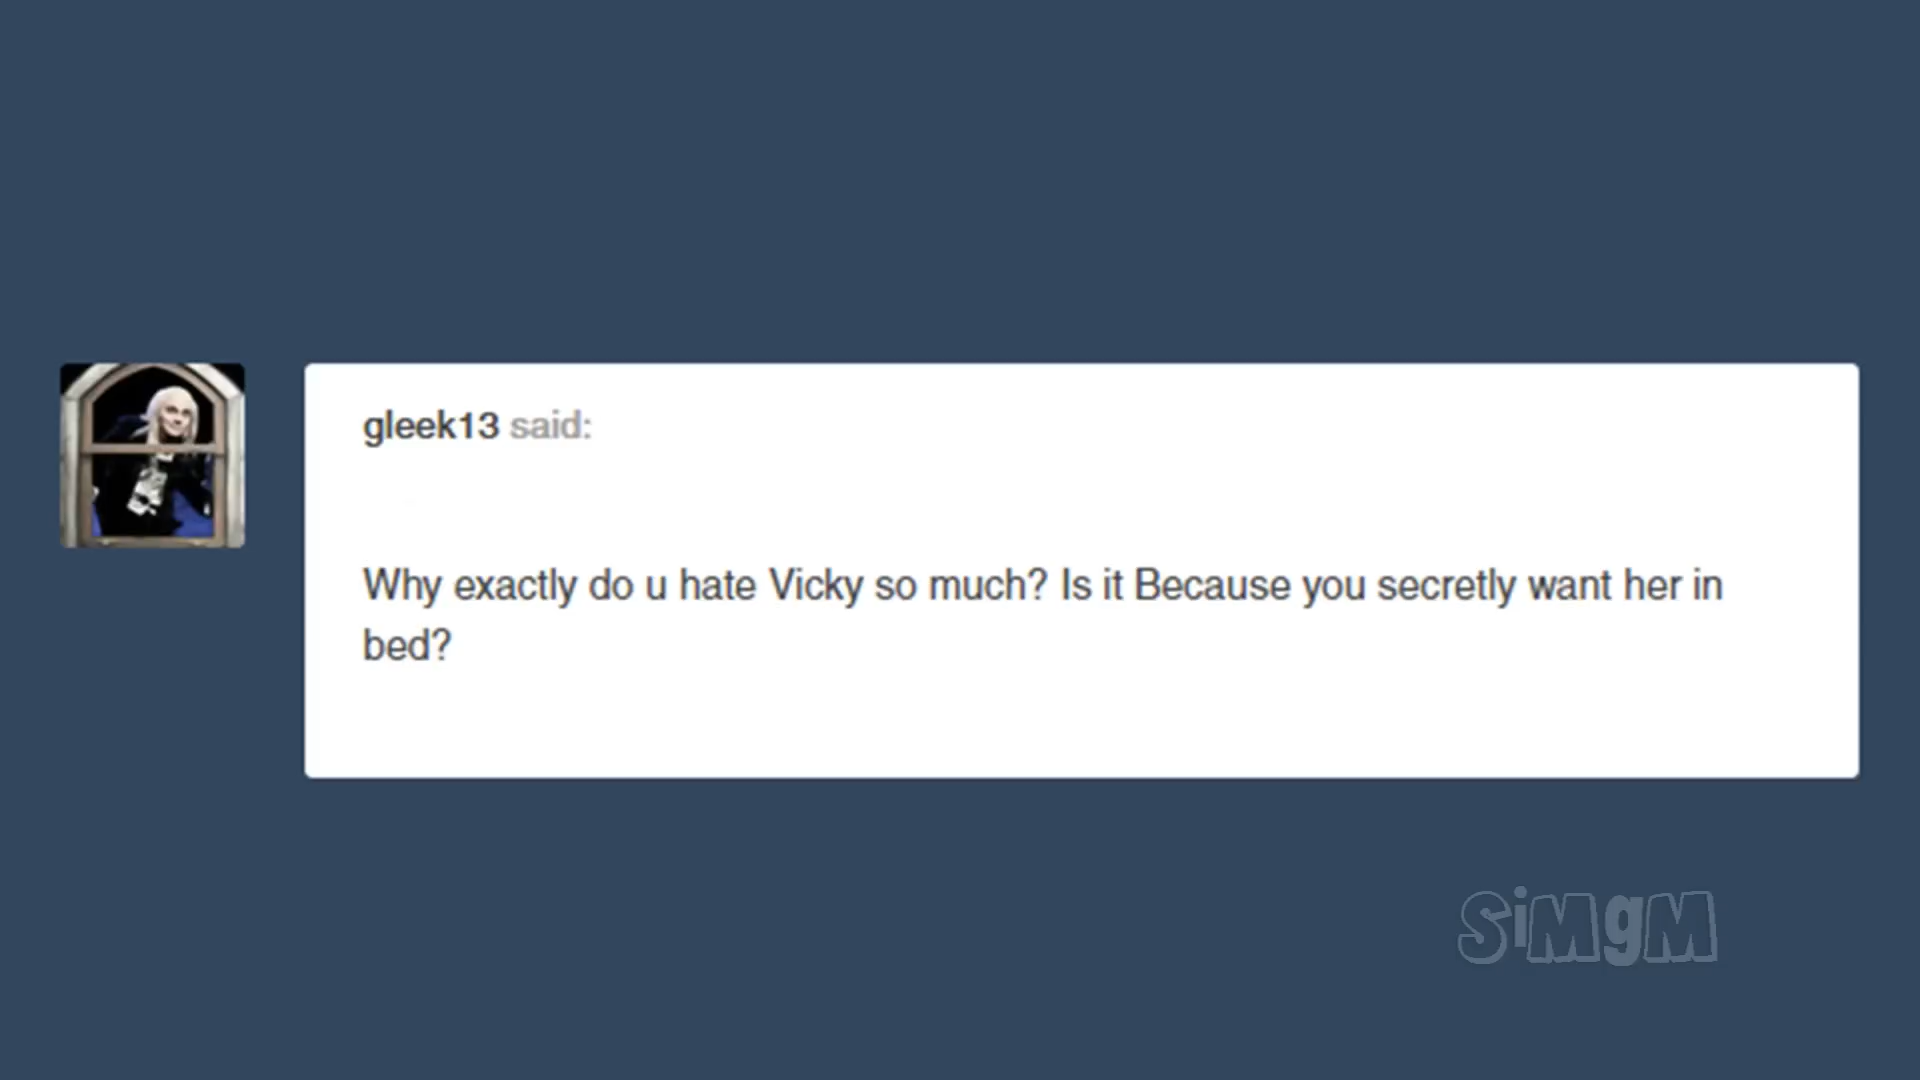 gleek13 said:
Why exactly do u hate Vicky so much? Is it Because you secretly want her in
bed?
SiMgM